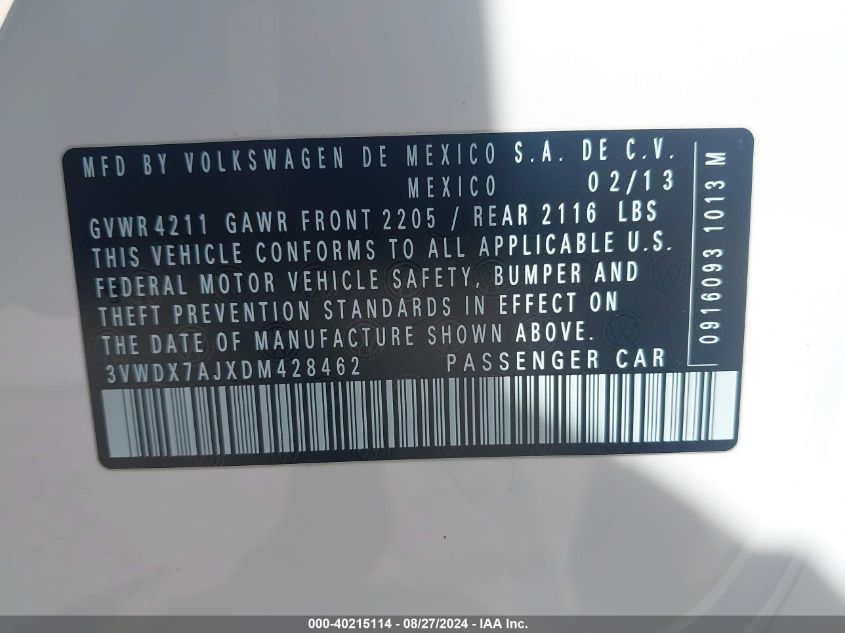 MFD BY VOLKSWAGEN DE MEXICO S.A. DE C.V.
MEXICO 02/13
GVWR 4211 GAWR FRONT 2205 / REAR 2116 LBS
THIS VEHICLE CONFORMS TO ALL APPLICABLE U.S.
FEDERAL MOTOR VEHICLE SAFETY, BUMPER AND
THEFT PREVENTION STANDARDS IN EFFECT ON
THE DATE OF MANUFACTURE SHOWN ABOVE.
3VWDX7AJXDM428462 PASSENGER CAR
0916093 1013 M
000-40215114 - 08/27/2024 - IAA Inc.